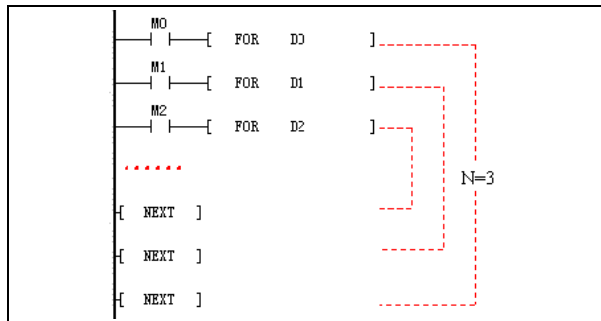 M0
[ FOR D0 ]
M1
[ FOR D1 ]
M2
[ FOR D2 ]
N=3
[ NEXT ]
[ NEXT ]
[ NEXT ]